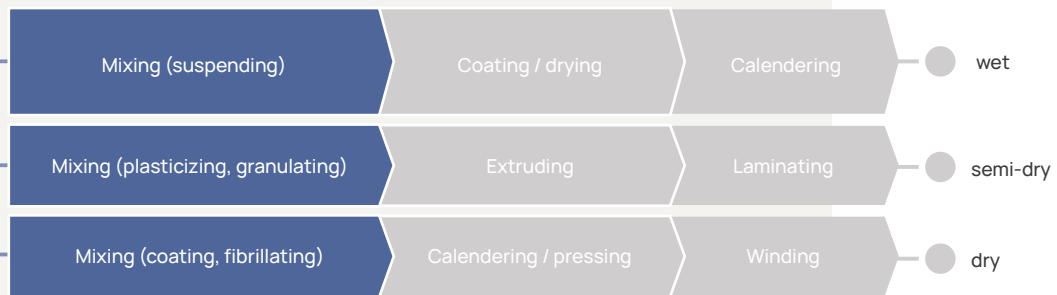 Mixing (suspending)
Coating / drying
Calendering
wet
Mixing (plasticizing, granulating)
Extruding
Laminating
semi-dry
Mixing (coating, fibrillating)
Calendering / pressing
Winding
dry